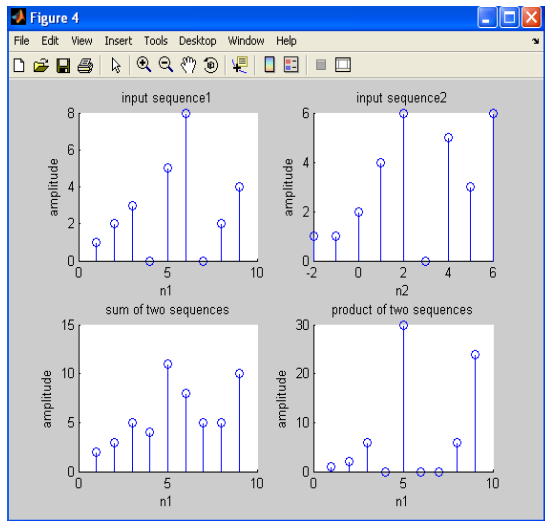 Figure 4
File Edit View Insert Tools Desktop Window Help
input sequence1
8
6
4
2
0
0 5 10
amplitude
n1
input sequence2
6
4
2
0
-2 0 2 4 6
amplitude
n2
sum of two sequences
15
10
5
0
0 5 10
amplitude
n1
product of two sequences
30
20
10
0
0 5 10
amplitude
n1